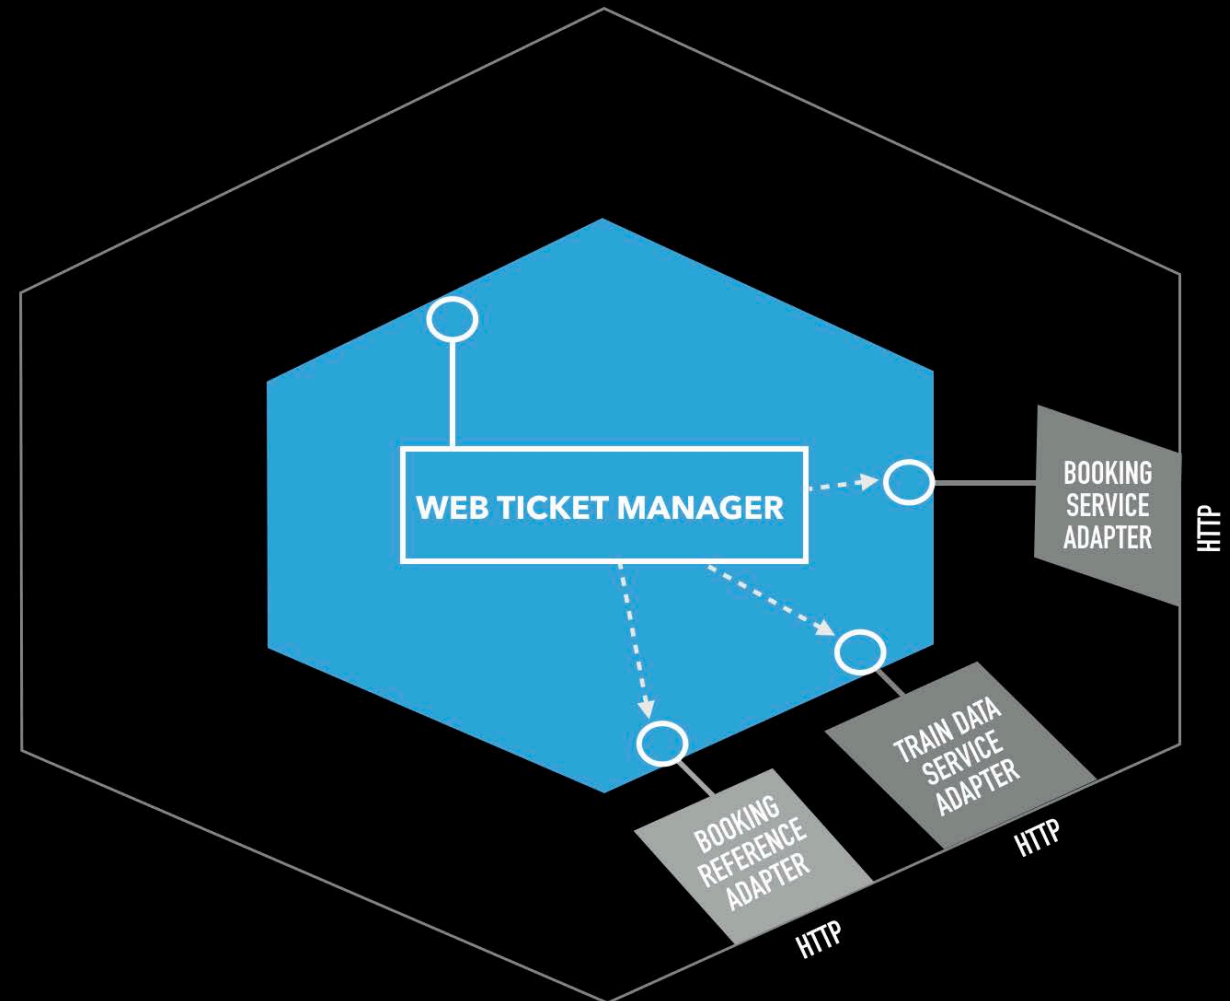 WEB TICKET MANAGER
BOOKING
SERVICE
ADAPTER
HTTP
TRAIN DATA
SERVICE
ADAPTER
HTTP
BOOKING
REFERENCE
ADAPTER
HTTP